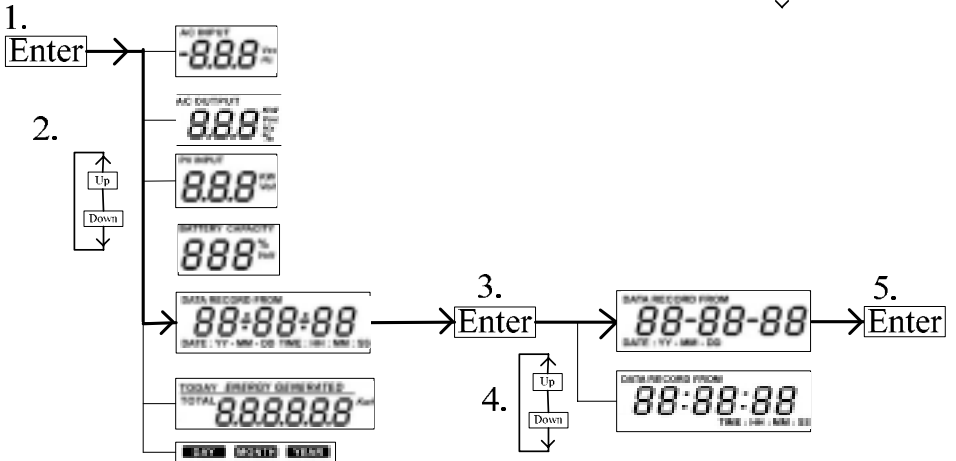 1.
Enter
AC INPUT
-8.8.8
AC OUTPUT
8.8.8
2.
Up
Down
PV INPUT
8.8.8
BATTERY CAPACITY
888%
DATA RECORD FROM
88:88:88
DATE : YY - MM - DD TIME : HH : MM : SS
3.
Enter
DATA RECORD FROM
88-88-88
DATE : YY - MM - DD
5.
Enter
4.
Up
Down
DATA RECORD FROM
88:88:88
TIME : HH : MM : SS
TODAY ENERGY GENERATED
TOTAL 8.8.8.8.8.8
DAY MONTH YEAR